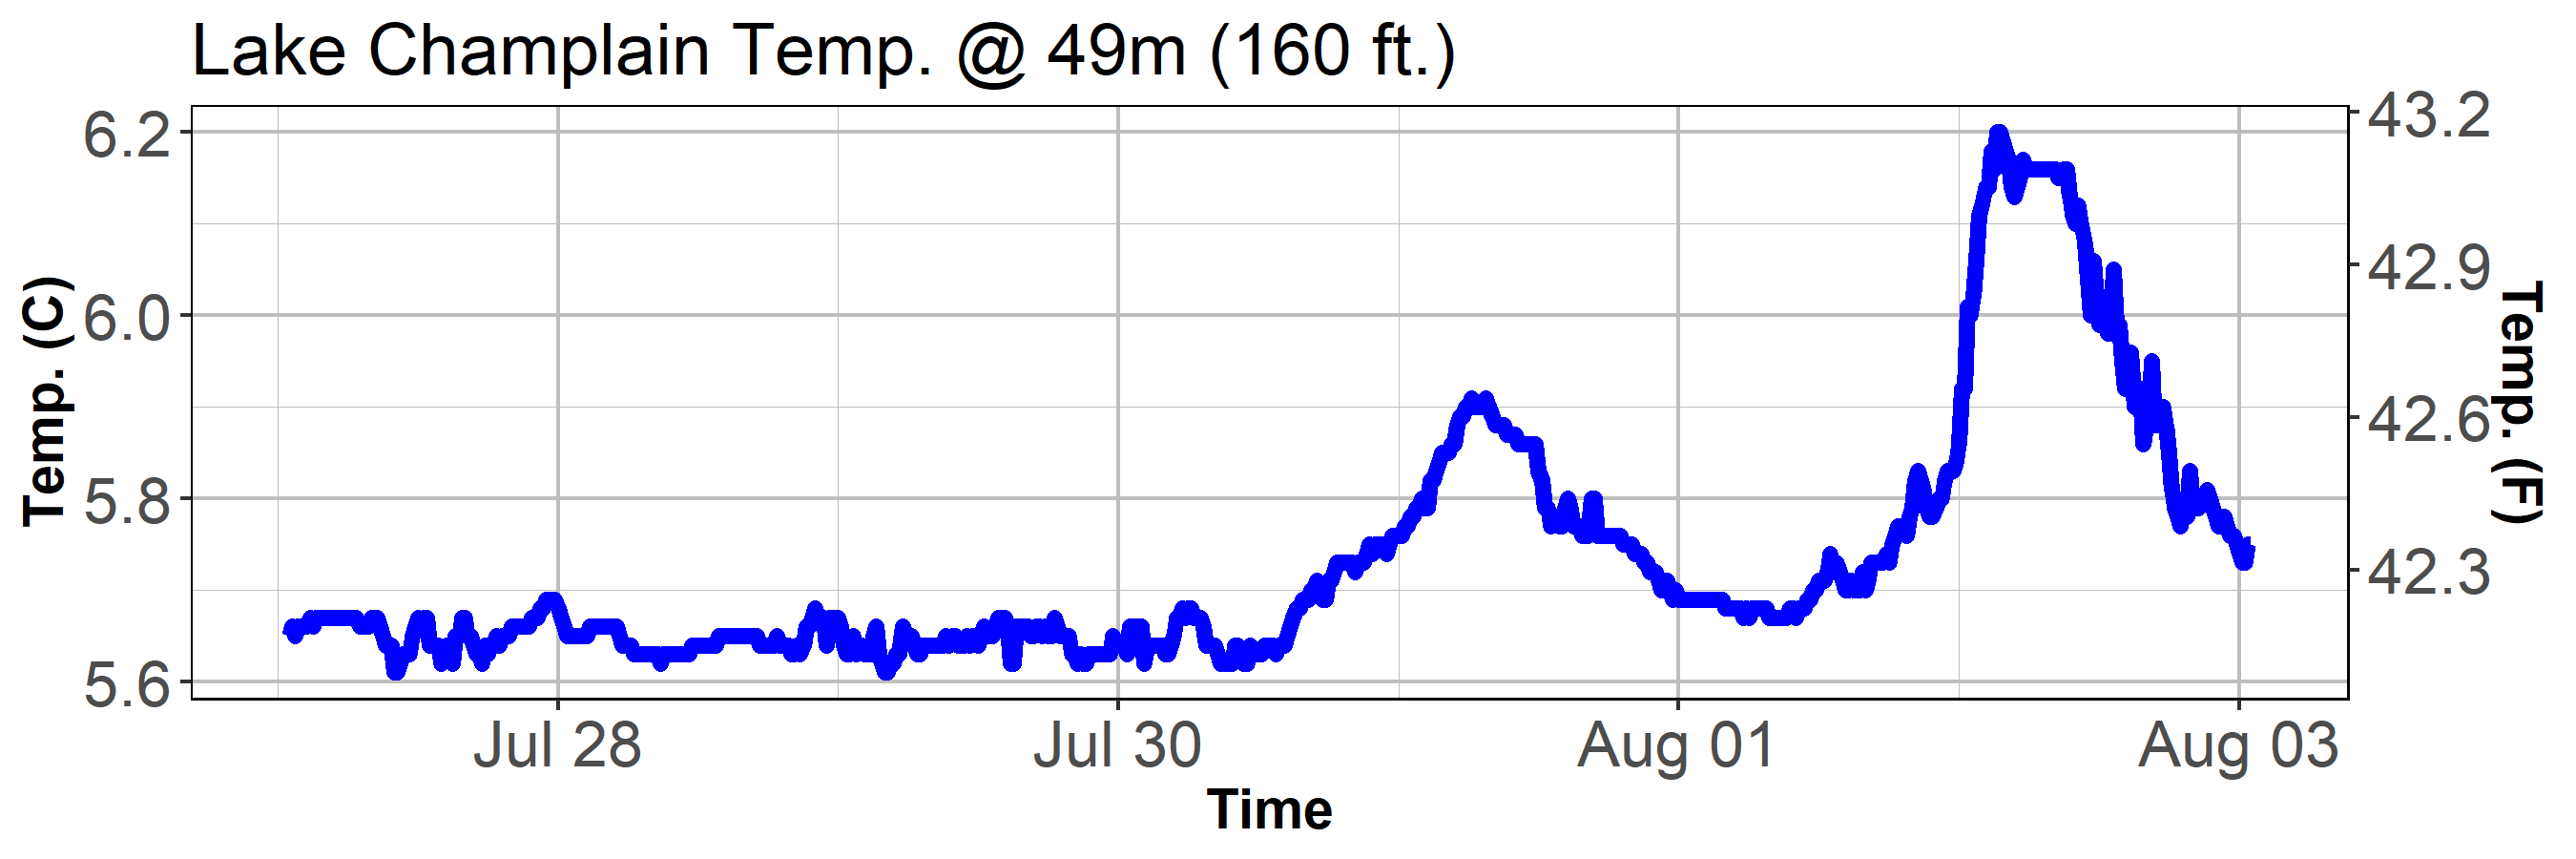 Lake Champlain Temp. @ 49m (160 ft.)
6.2
6.0
5.8
5.6
Temp. (C)
43.2
42.9
42.6
42.3
Temp. (F)
Jul 28
Jul 30
Aug 01
Aug 03
Time